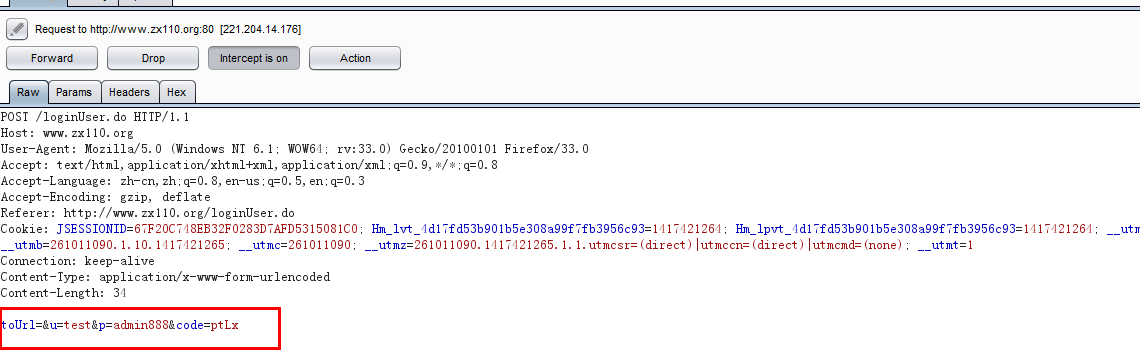 Request to http://www.zx110.org:80 [221.204.14.176]
Forward Drop Intercept is on Action
Raw Params Headers Hex
POST /loginUser.do HTTP/1.1
Host: www.zx110.org
User-Agent: Mozilla/5.0 (Windows NT 6.1; WOW64; rv:33.0) Gecko/20100101 Firefox/33.0
Accept: text/html,application/xhtml+xml,application/xml;q=0.9,*/*;q=0.8
Accept-Language: zh-cn,zh;q=0.8,en-us;q=0.5,en;q=0.3
Accept-Encoding: gzip, deflate
Referer: http://www.zx110.org/loginUser.do
Cookie: JSESSIONID=67F20C748EB32F0283D7AFD5315081C0; Hm_lvt_4d17fd53b901b5e308a99f7fb3956c93=1417421264; Hm_lpvt_4d17fd53b901b5e308a99f7fb3956c93=1417421264; __utm
__utmb=261011090.1.10.1417421265; __utmc=261011090; __utmz=261011090.1417421265.1.1.utmcsr=(direct)|utmccn=(direct)|utmcmd=(none); __utmt=1
Connection: keep-alive
Content-Type: application/x-www-form-urlencoded
Content-Length: 34
toUrl=&u=test&p=admin888&code=ptLx